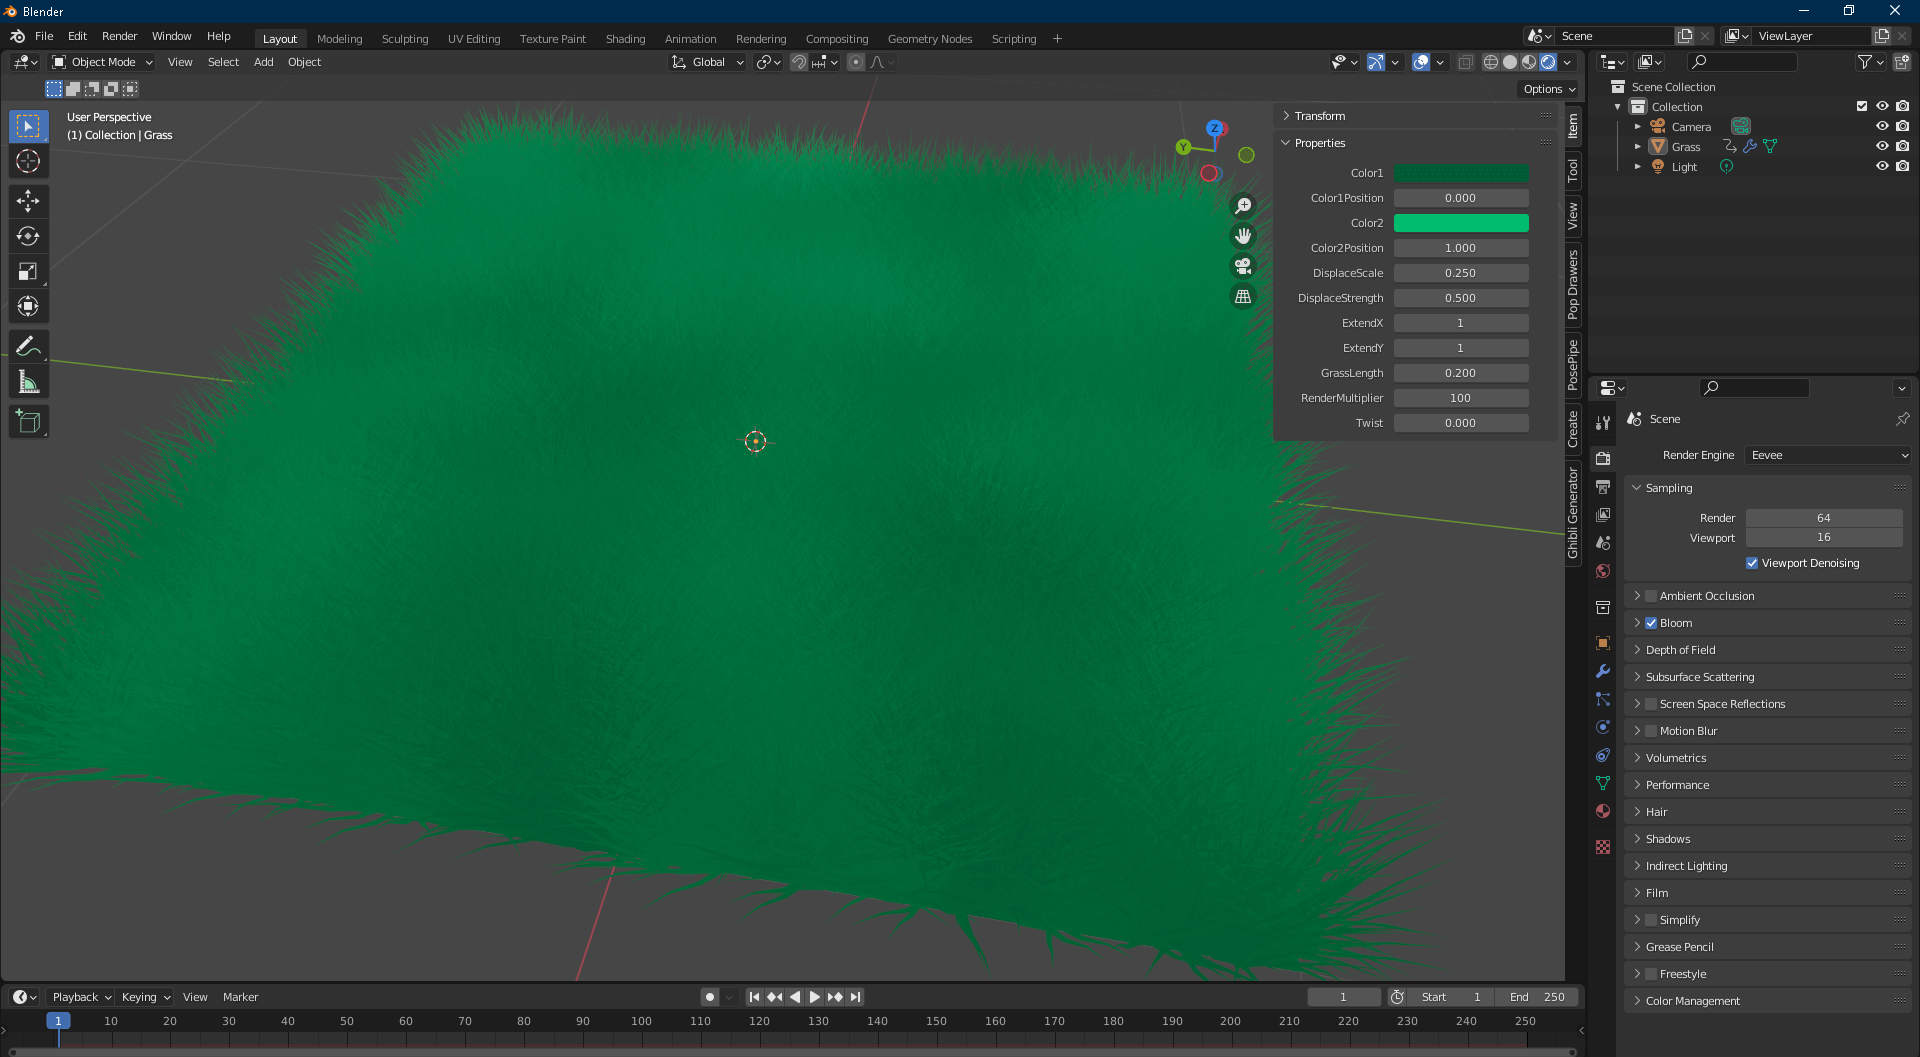 Blender
File Edit Render Window Help Layout Modeling Sculpting UV Editing Texture Paint Shading Animation Rendering Compositing Geometry Nodes Scripting + Scene ViewLayer
Object Mode View Select Add Object Global
Options
User Perspective
(1) Collection | Grass
Z
Y
Transform
Properties
Color1
Color1Position 0.000
Color2
Color2Position 1.000
DisplaceScale 0.250
DisplaceStrength 0.500
ExtendX 1
ExtendY 1
GrassLength 0.200
RenderMultiplier 100
Twist 0.000
Item
Tool
View
Pop Drawers
PosePipe
Create
Ghibli Generator
Scene Collection
Collection
Camera
Grass
Light
Scene
Render Engine Eevee
Sampling
Render 64
Viewport 16
Viewport Denoising
Ambient Occlusion
Bloom
Depth of Field
Subsurface Scattering
Screen Space Reflections
Motion Blur
Volumetrics
Performance
Hair
Shadows
Indirect Lighting
Film
Simplify
Grease Pencil
Freestyle
Color Management
Playback Keying View Marker 1 Start 1 End 250
1 10 20 30 40 50 60 70 80 90 100 110 120 130 140 150 160 170 180 190 200 210 220 230 240 250